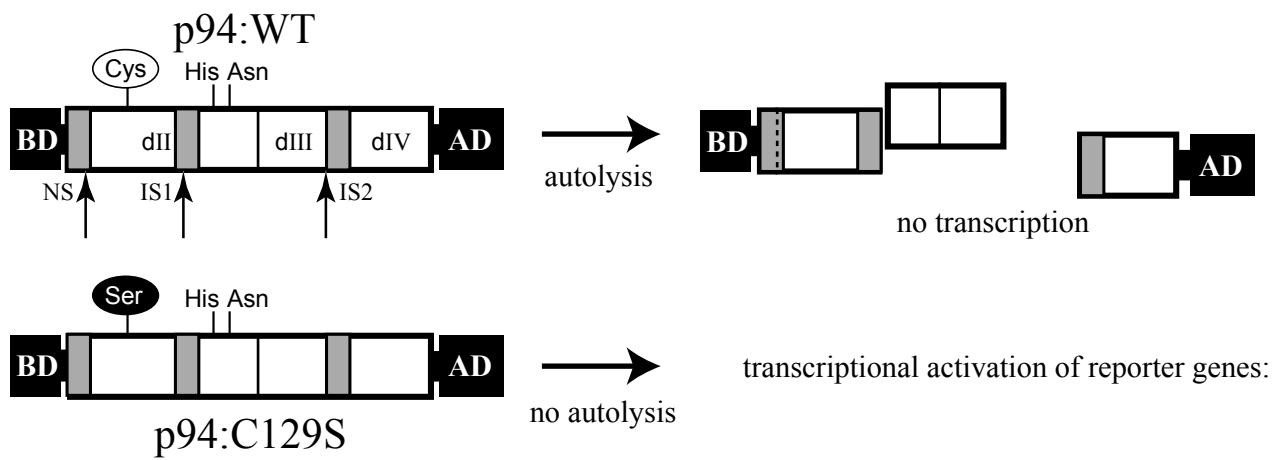 p94:WT
Cys
His Asn
BD
dII
dIII
dIV
AD
NS
IS1
IS2
autolysis
BD
AD
no transcription
Ser
His Asn
BD
AD
no autolysis
transcriptional activation of reporter genes:
p94:C129S